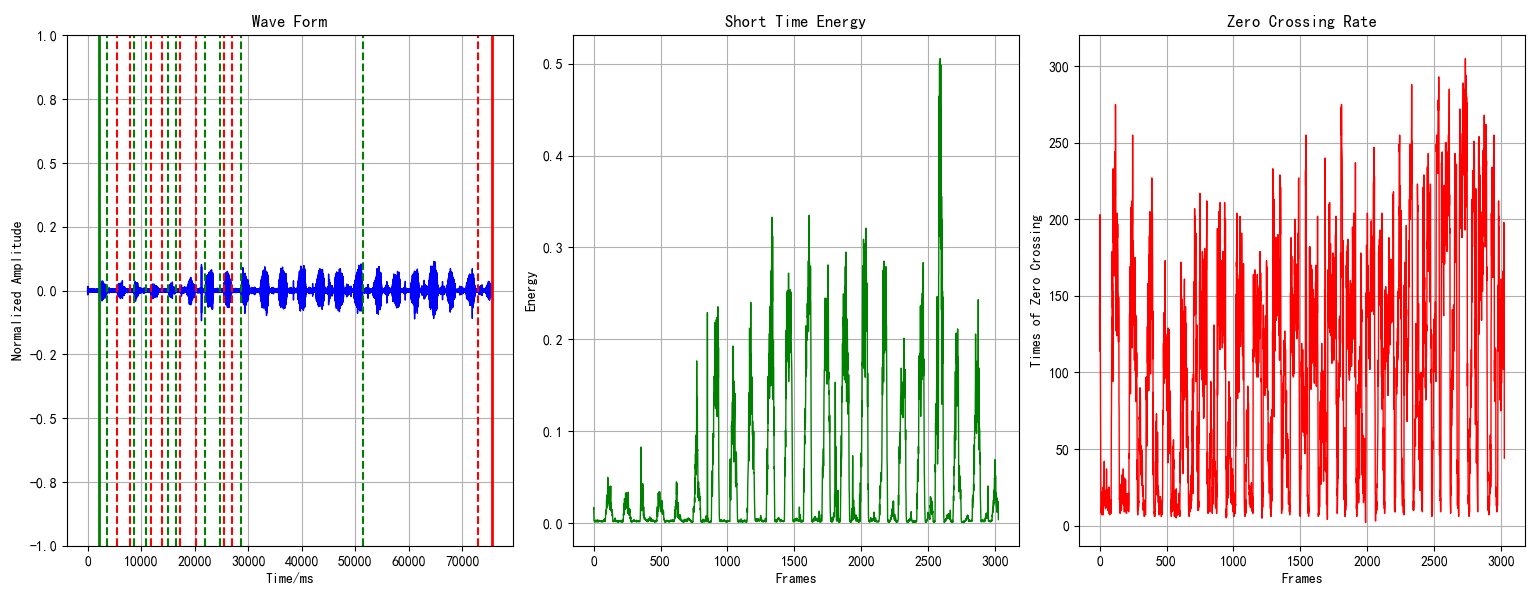 Wave Form
1.0
0.8
0.5
0.2
0.0
−0.2
−0.5
−0.8
−1.0
Normalized Amplitude
0 10000 20000 30000 40000 50000 60000 70000
Time/ms
Short Time Energy
0.5
0.4
0.3
0.2
0.1
0.0
Energy
0 500 1000 1500 2000 2500 3000
Frames
Zero Crossing Rate
300
250
200
150
100
50
0
Times of Zero Crossing
0 500 1000 1500 2000 2500 3000
Frames